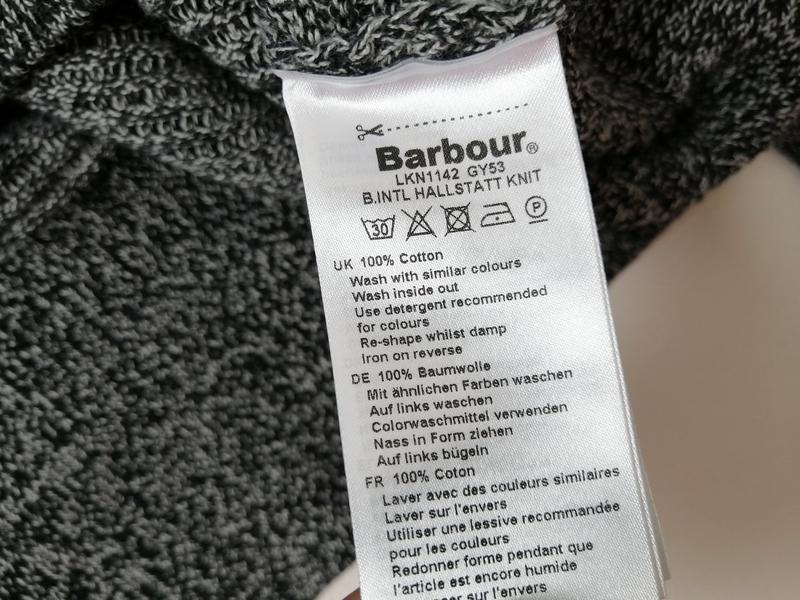 Barbour®
LKN1142 GY53
B.INTL HALLSTATT KNIT
30 P
UK 100% Cotton
Wash with similar colours
Wash inside out
Use detergent recommended
for colours
Re-shape whilst damp
Iron on reverse
DE 100% Baumwolle
Mit ähnlichen Farben waschen
Auf links waschen
Colorwaschmittel verwenden
Nass in Form ziehen
Auf links bügeln
FR 100% Coton
Laver avec des couleurs similaires
Laver sur l'envers
Utiliser une lessive recommandée
pour les couleurs
Redonner forme pendant que
l'article est encore humide
sur l'envers